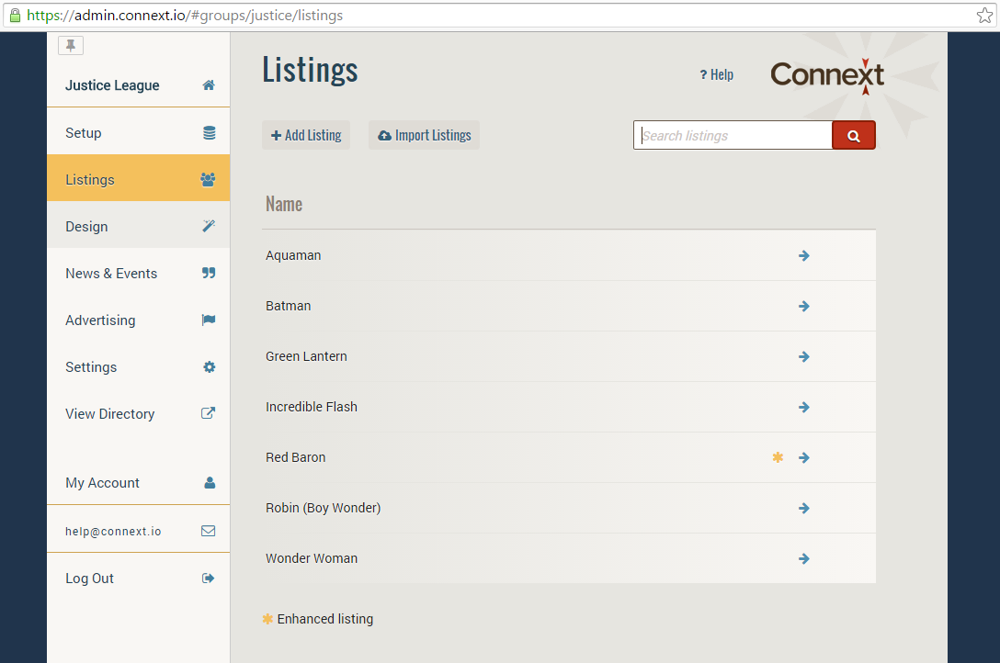 https://admin.connext.io/#groups/justice/listings
Justice League
Setup
Listings
Design
News & Events
Advertising
Settings
View Directory
My Account
help@connext.io
Log Out
Listings
? Help
Connext
Add Listing
Import Listings
Search listings
Name
Aquaman
Batman
Green Lantern
Incredible Flash
Red Baron
Robin (Boy Wonder)
Wonder Woman
Enhanced listing